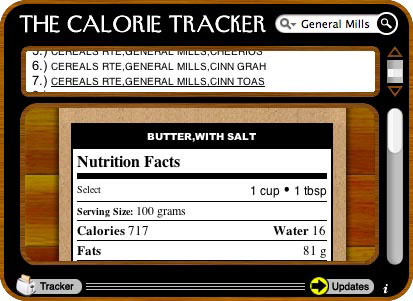 THE CALORIE TRACKER
General Mills
5.) CEREALS RTE,GENERAL MILLS,CHEERIOS
6.) CEREALS RTE,GENERAL MILLS,CINN GRAH
7.) CEREALS RTE,GENERAL MILLS,CINN TOAS
BUTTER,WITH SALT
Nutrition Facts
Select 1 cup • 1 tbsp
Serving Size: 100 grams
Calories 717 Water 16
Fats 81 g
Tracker Updates i